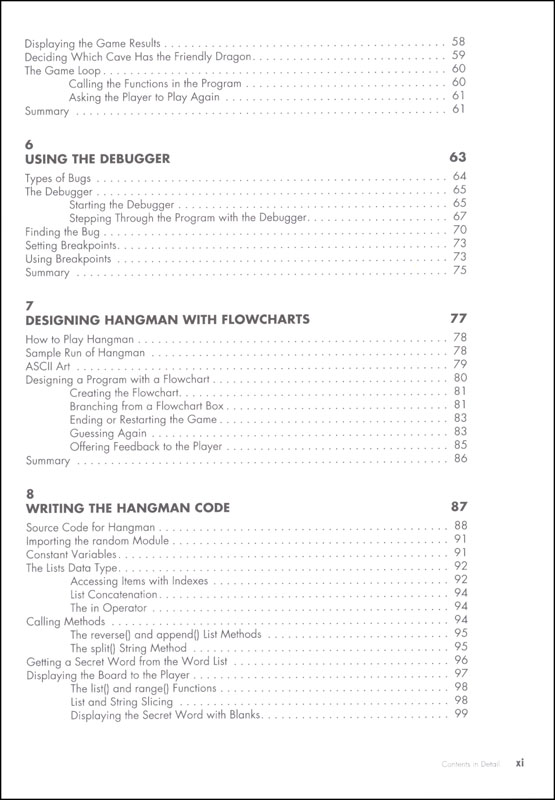 Displaying the Game Results . . . . . . . . . . . . . . . . . . . . . . . . . . . . . . . . . . . . . . . . 58
Deciding Which Cave Has the Friendly Dragon. . . . . . . . . . . . . . . . . . . . . . . . . . . . 59
The Game Loop . . . . . . . . . . . . . . . . . . . . . . . . . . . . . . . . . . . . . . . . . . . . . . . . . 60
Calling the Functions in the Program . . . . . . . . . . . . . . . . . . . . . . . . . . . . . 60
Asking the Player to Play Again . . . . . . . . . . . . . . . . . . . . . . . . . . . . . . . . 61
Summary . . . . . . . . . . . . . . . . . . . . . . . . . . . . . . . . . . . . . . . . . . . . . . . . . . . . . 61
6
USING THE DEBUGGER 63
Types of Bugs . . . . . . . . . . . . . . . . . . . . . . . . . . . . . . . . . . . . . . . . . . . . . . . . . . 64
The Debugger . . . . . . . . . . . . . . . . . . . . . . . . . . . . . . . . . . . . . . . . . . . . . . . . . . 65
Starting the Debugger . . . . . . . . . . . . . . . . . . . . . . . . . . . . . . . . . . . . . . . 65
Stepping Through the Program with the Debugger. . . . . . . . . . . . . . . . . . . . 67
Finding the Bug . . . . . . . . . . . . . . . . . . . . . . . . . . . . . . . . . . . . . . . . . . . . . . . . . 70
Setting Breakpoints. . . . . . . . . . . . . . . . . . . . . . . . . . . . . . . . . . . . . . . . . . . . . . . 73
Using Breakpoints . . . . . . . . . . . . . . . . . . . . . . . . . . . . . . . . . . . . . . . . . . . . . . . 73
Summary . . . . . . . . . . . . . . . . . . . . . . . . . . . . . . . . . . . . . . . . . . . . . . . . . . . . . 75
7
DESIGNING HANGMAN WITH FLOWCHARTS 77
How to Play Hangman . . . . . . . . . . . . . . . . . . . . . . . . . . . . . . . . . . . . . . . . . . . . 78
Sample Run of Hangman . . . . . . . . . . . . . . . . . . . . . . . . . . . . . . . . . . . . . . . . . . 78
ASCII Art . . . . . . . . . . . . . . . . . . . . . . . . . . . . . . . . . . . . . . . . . . . . . . . . . . . . . 79
Designing a Program with a Flowchart . . . . . . . . . . . . . . . . . . . . . . . . . . . . . . . . . 80
Creating the Flowchart. . . . . . . . . . . . . . . . . . . . . . . . . . . . . . . . . . . . . . . 81
Branching from a Flowchart Box . . . . . . . . . . . . . . . . . . . . . . . . . . . . . . . . 81
Ending or Restarting the Game . . . . . . . . . . . . . . . . . . . . . . . . . . . . . . . . . 83
Guessing Again . . . . . . . . . . . . . . . . . . . . . . . . . . . . . . . . . . . . . . . . . . . 83
Offering Feedback to the Player . . . . . . . . . . . . . . . . . . . . . . . . . . . . . . . . 85
Summary . . . . . . . . . . . . . . . . . . . . . . . . . . . . . . . . . . . . . . . . . . . . . . . . . . . . . 86
8
WRITING THE HANGMAN CODE 87
Source Code for Hangman . . . . . . . . . . . . . . . . . . . . . . . . . . . . . . . . . . . . . . . . . 88
Importing the random Module . . . . . . . . . . . . . . . . . . . . . . . . . . . . . . . . . . . . . . . 91
Constant Variables. . . . . . . . . . . . . . . . . . . . . . . . . . . . . . . . . . . . . . . . . . . . . . . 91
The Lists Data Type. . . . . . . . . . . . . . . . . . . . . . . . . . . . . . . . . . . . . . . . . . . . . . . 92
Accessing Items with Indexes . . . . . . . . . . . . . . . . . . . . . . . . . . . . . . . . . . 92
List Concatenation. . . . . . . . . . . . . . . . . . . . . . . . . . . . . . . . . . . . . . . . . . 94
The in Operator . . . . . . . . . . . . . . . . . . . . . . . . . . . . . . . . . . . . . . . . . . . 94
Calling Methods . . . . . . . . . . . . . . . . . . . . . . . . . . . . . . . . . . . . . . . . . . . . . . . . 94
The reverse() and append() List Methods . . . . . . . . . . . . . . . . . . . . . . . . . . 95
The split() String Method . . . . . . . . . . . . . . . . . . . . . . . . . . . . . . . . . . . . . 95
Getting a Secret Word from the Word List . . . . . . . . . . . . . . . . . . . . . . . . . . . . . . 96
Displaying the Board to the Player . . . . . . . . . . . . . . . . . . . . . . . . . . . . . . . . . . . . 97
The list() and range() Functions . . . . . . . . . . . . . . . . . . . . . . . . . . . . . . . . . 98
List and String Slicing . . . . . . . . . . . . . . . . . . . . . . . . . . . . . . . . . . . . . . . 98
Displaying the Secret Word with Blanks. . . . . . . . . . . . . . . . . . . . . . . . . . . 99
Contents in Detail xi